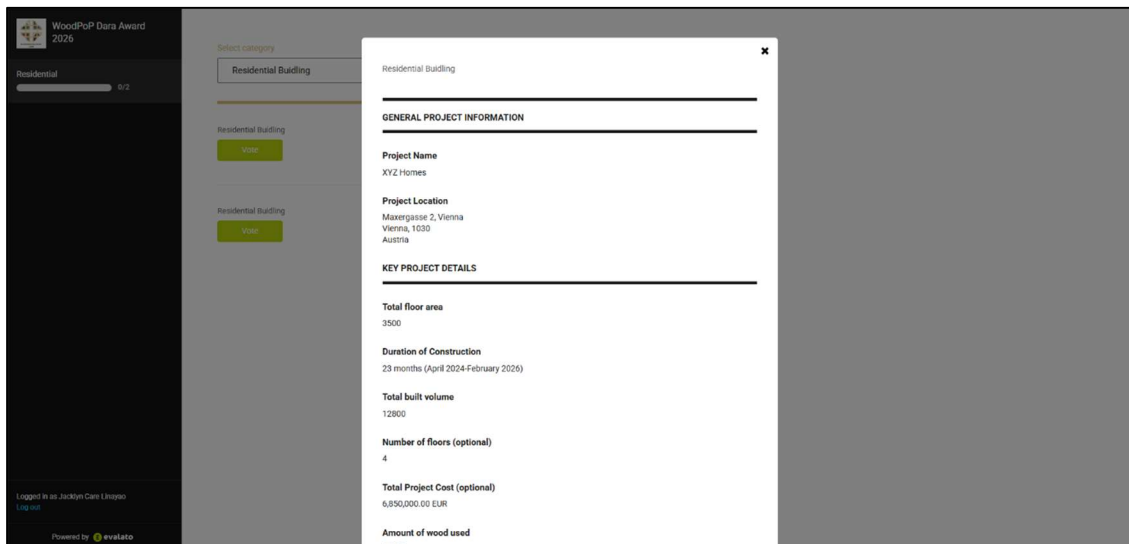 WoodPoP Dara Award
2026
Residential
0/2
Select category
Residential Buidling
Residential Buidling
Vote
Residential Buidling
Vote
Logged in as Jacklyn Care Linayao
Log out
Powered by evalato
Residential Buidling
GENERAL PROJECT INFORMATION
Project Name
XYZ Homes
Project Location
Maxergasse 2, Vienna
Vienna, 1030
Austria
KEY PROJECT DETAILS
Total floor area
3500
Duration of Construction
23 months (April 2024-February 2026)
Total built volume
12800
Number of floors (optional)
4
Total Project Cost (optional)
6,850,000.00 EUR
Amount of wood used